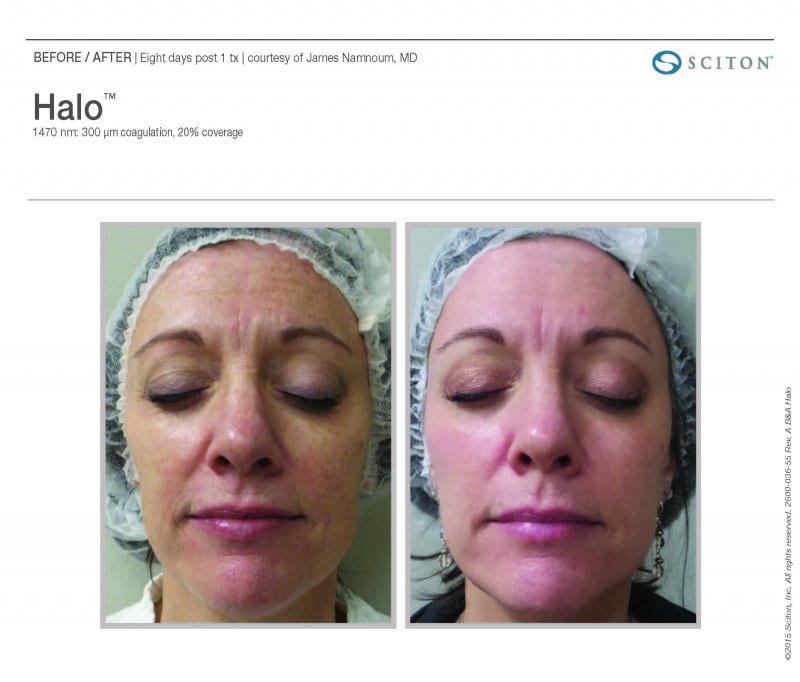 BEFORE / AFTER | Eight days post 1 tx | courtesy of James Namnoum, MD
SCITON®
Halo™
1470 nm: 300 µm coagulation, 20% coverage
©2015 Sciton, Inc. All rights reserved. 2600-036-55 Rev. A B&A Halo